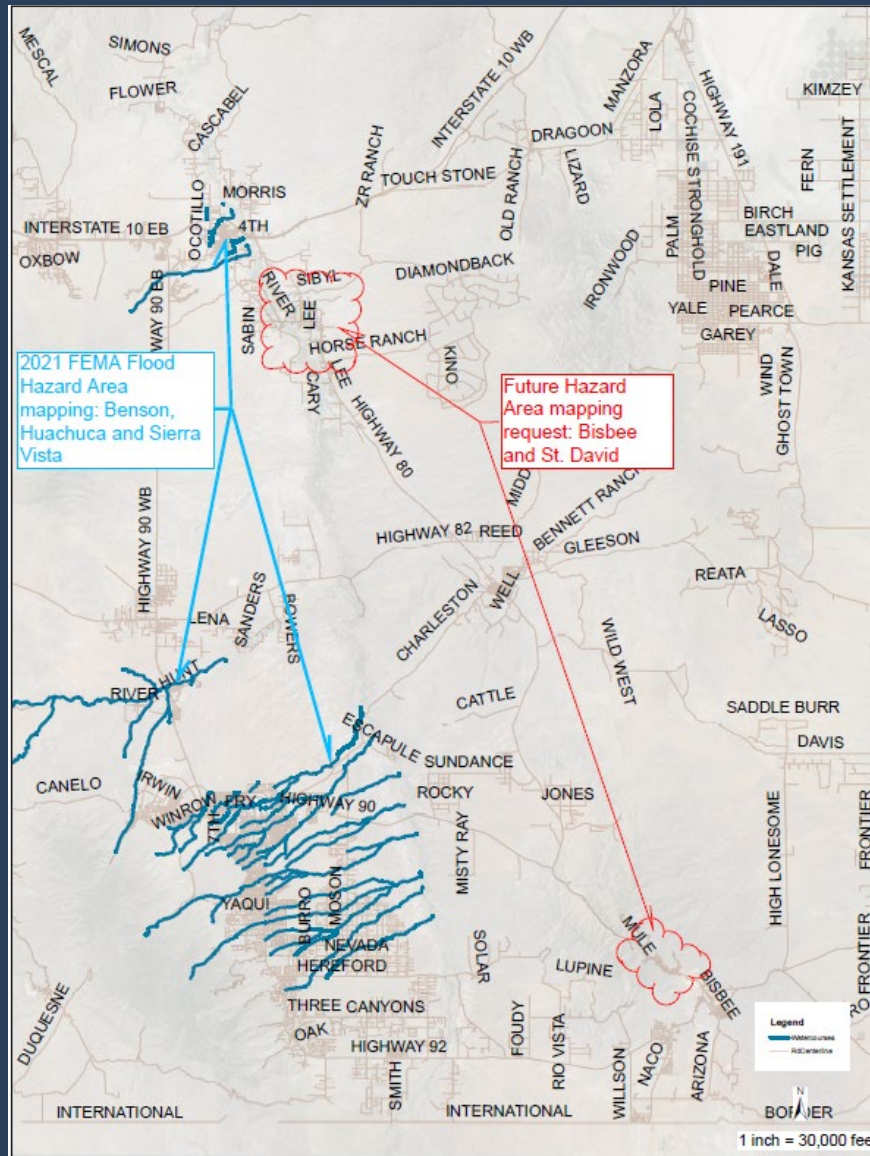 MESCAL
SIMONS
FLOWER
CASCABEL
INTERSTATE 10 WB
MANZORA
LOLA
COCHISE STRONGHOLD
HIGHWAY 191
KIMZEY
DRAGOON
LIZARD
ZR RANCH
TOUCH STONE
OLD RANCH
FERN
KANSAS SETTLEMENT
OCOTILLO
MORRIS
4TH
INTERSTATE 10 EB
OXBOW
PALM
BIRCH
EASTLAND
PIG
DALE
IRONWOOD
DIAMONDBACK
SIBYL
RIVER
LEE
SABIN
HORSE RANCH
WAY 90 EB
PINE
YALE
PEARCE
GAREY
WIND
GHOST TOWN
KINO
LEE
CARY
2021 FEMA Flood
Hazard Area
mapping: Benson,
Huachuca and Sierra
Vista
Future Hazard
Area mapping
request: Bisbee
and St. David
HIGHWAY 80
MIDD
BENNETT RANCH
HIGHWAY 82
REED
GLEESON
HIGHWAY 90 WB
WELL
REATA
LASSO
CHARLESTON
SANDERS
BOWERS
LENA
WILD WEST
HUNT
RIVER
CATTLE
SADDLE BURR
DAVIS
ESCAPULE
SUNDANCE
CANELO
IRWIN
WINROW
FRY
HIGHWAY 90
7TH
ROCKY
JONES
MISTY RAY
HIGH LONESOME
FRONTIER
YAQUI
BURRO
MOSON
NEVADA
HEREFORD
SOLAR
MULE
LUPINE
BISBEE
RO FRONTIER
THREE CANYONS
OAK
HIGHWAY 92
SMITH
FOUDY
RIO VISTA
WILLSON
NACO
ARIZONA
DUQUESNE
Legend
Watercourses
RdCenterline
N
INTERNATIONAL
INTERNATIONAL
BORDER
1 inch = 30,000 fee